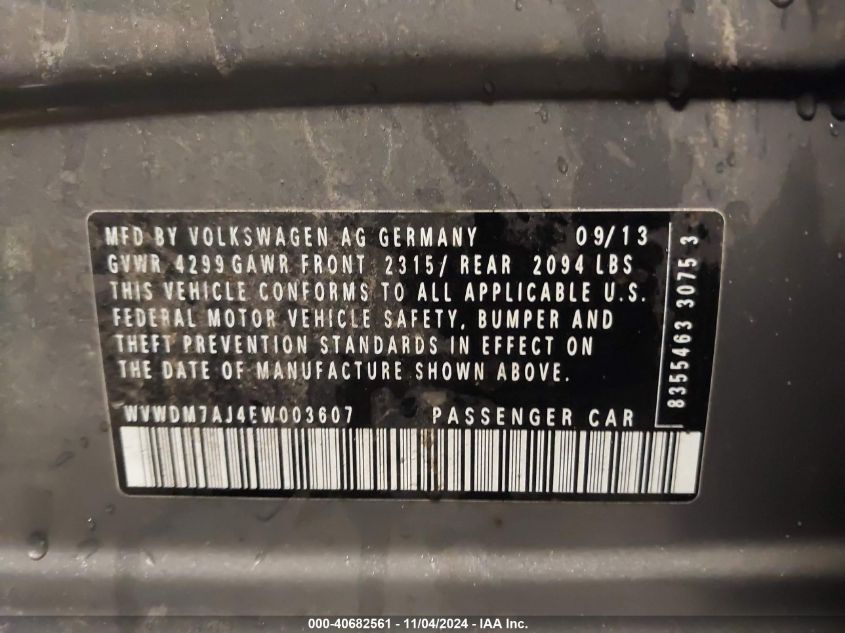 MFD BY VOLKSWAGEN AG GERMANY 09/13
GVWR 4299 GAWR FRONT 2315/ REAR 2094 LBS
THIS VEHICLE CONFORMS TO ALL APPLICABLE U.S.
FEDERAL MOTOR VEHICLE SAFETY, BUMPER AND
THEFT PREVENTION STANDARDS IN EFFECT ON
THE DATE OF MANUFACTURE SHOWN ABOVE.
WVWDM7AJ4EW003607 PASSENGER CAR
8355463 3075 3
000-40682561 - 11/04/2024 - IAA Inc.